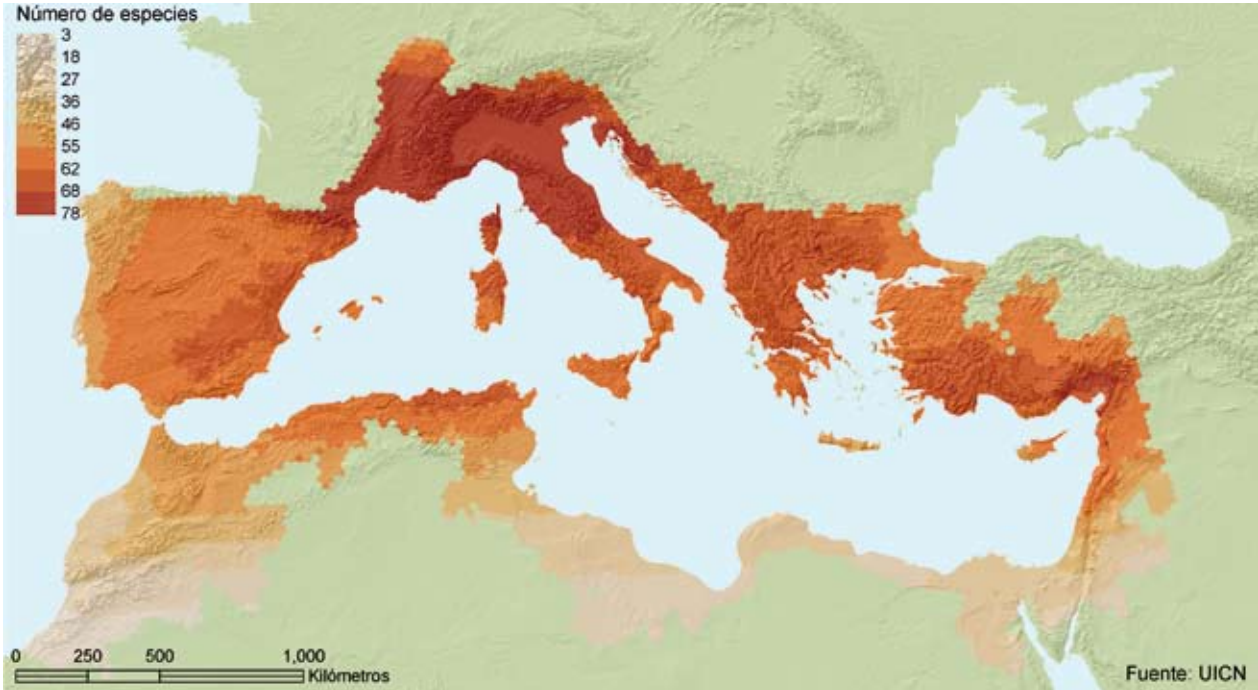 Número de especies
3
18
27
36
46
55
62
68
78
0 250 500 1,000
Kilómetros
Fuente: UICN